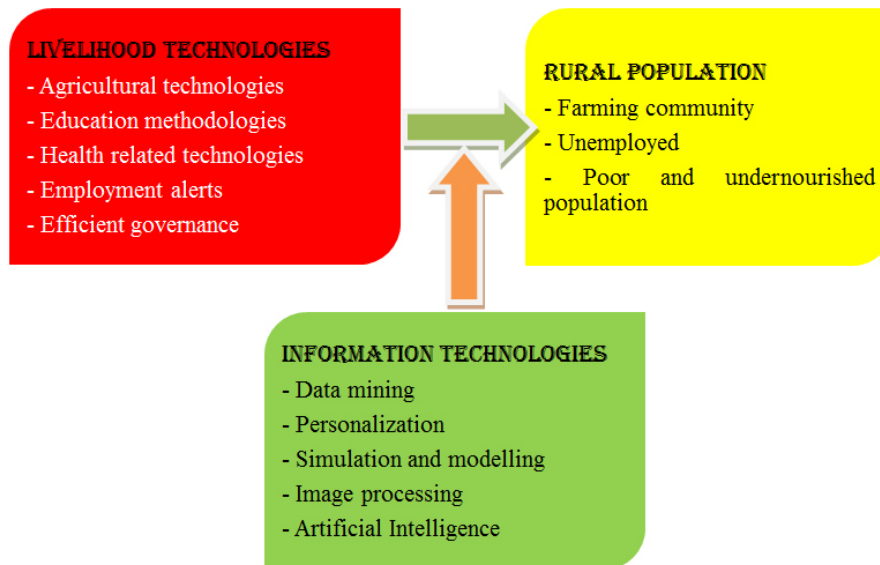 LIVELIHOOD TECHNOLOGIES
- Agricultural technologies
- Education methodologies
- Health related technologies
- Employment alerts
- Efficient governance
RURAL POPULATION
- Farming community
- Unemployed
- Poor and undernourished
population
INFORMATION TECHNOLOGIES
- Data mining
- Personalization
- Simulation and modelling
- Image processing
- Artificial Intelligence